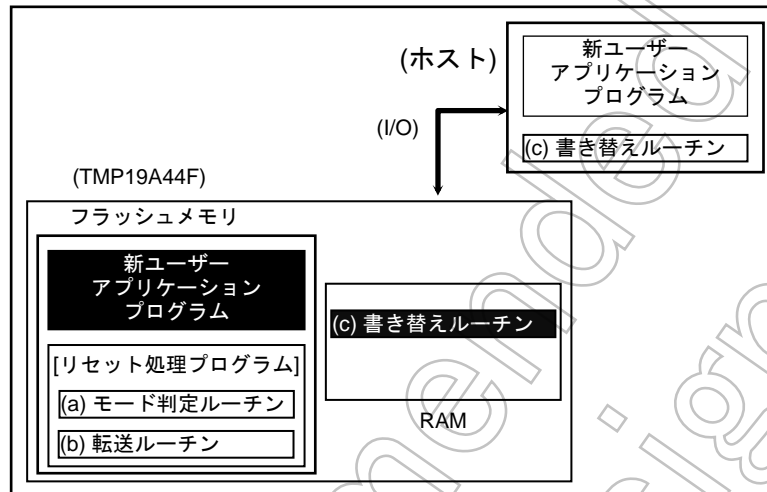 (ホスト)
新ユーザー
アプリケーション
プログラム
(c) 書き替えルーチン
(I/O)
(TMP19A44F)
フラッシュメモリ
新ユーザー
アプリケーション
プログラム
[リセット処理プログラム]
(a) モード判定ルーチン
(b) 転送ルーチン
(c) 書き替えルーチン
RAM